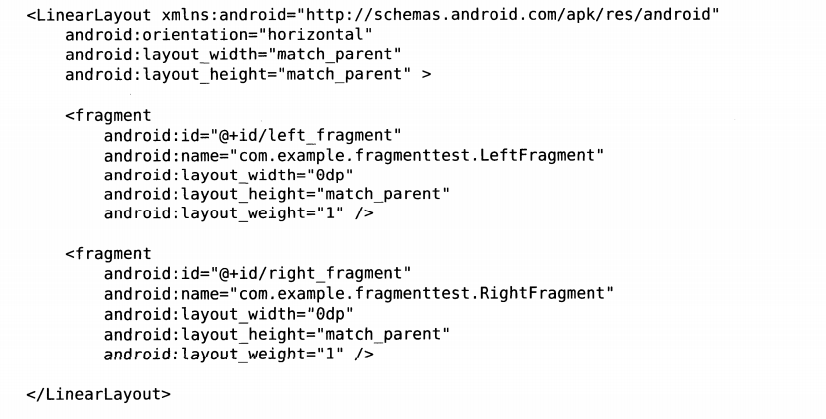 <LinearLayout xmlns:android="http://schemas.android.com/apk/res/android"
    android:orientation="horizontal"
    android:layout_width="match_parent"
    android:layout_height="match_parent" >

    <fragment
        android:id="@+id/left_fragment"
        android:name="com.example.fragmenttest.LeftFragment"
        android:layout_width="0dp"
        android:layout_height="match_parent"
        android:layout_weight="1" />

    <fragment
        android:id="@+id/right_fragment"
        android:name="com.example.fragmenttest.RightFragment"
        android:layout_width="0dp"
        android:layout_height="match_parent"
        android:layout_weight="1" />

</LinearLayout>